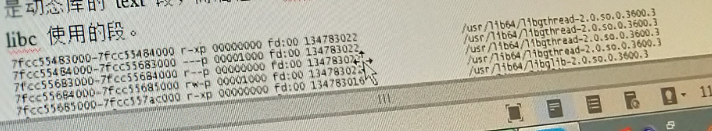 是动态库的 text 段，
libc 使用的段。
7fcc55483000-7fcc55484000 r-xp 00000000 fd:00 134783022 /usr/lib64/libgthread-2.0.so.0.3600.3
7fcc55484000-7fcc55683000 ---p 00001000 fd:00 134783022 /usr/lib64/libgthread-2.0.so.0.3600.3
7fcc55683000-7fcc55684000 r--p 00000000 fd:00 134783022 /usr/lib64/libgthread-2.0.so.0.3600.3
7fcc55684000-7fcc55685000 rw-p 00001000 fd:00 134783022 /usr/lib64/libgthread-2.0.so.0.3600.3
7fcc55685000-7fcc557ac000 r-xp 00000000 fd:00 134783016 /usr/lib64/libglib-2.0.so.0.3600.3